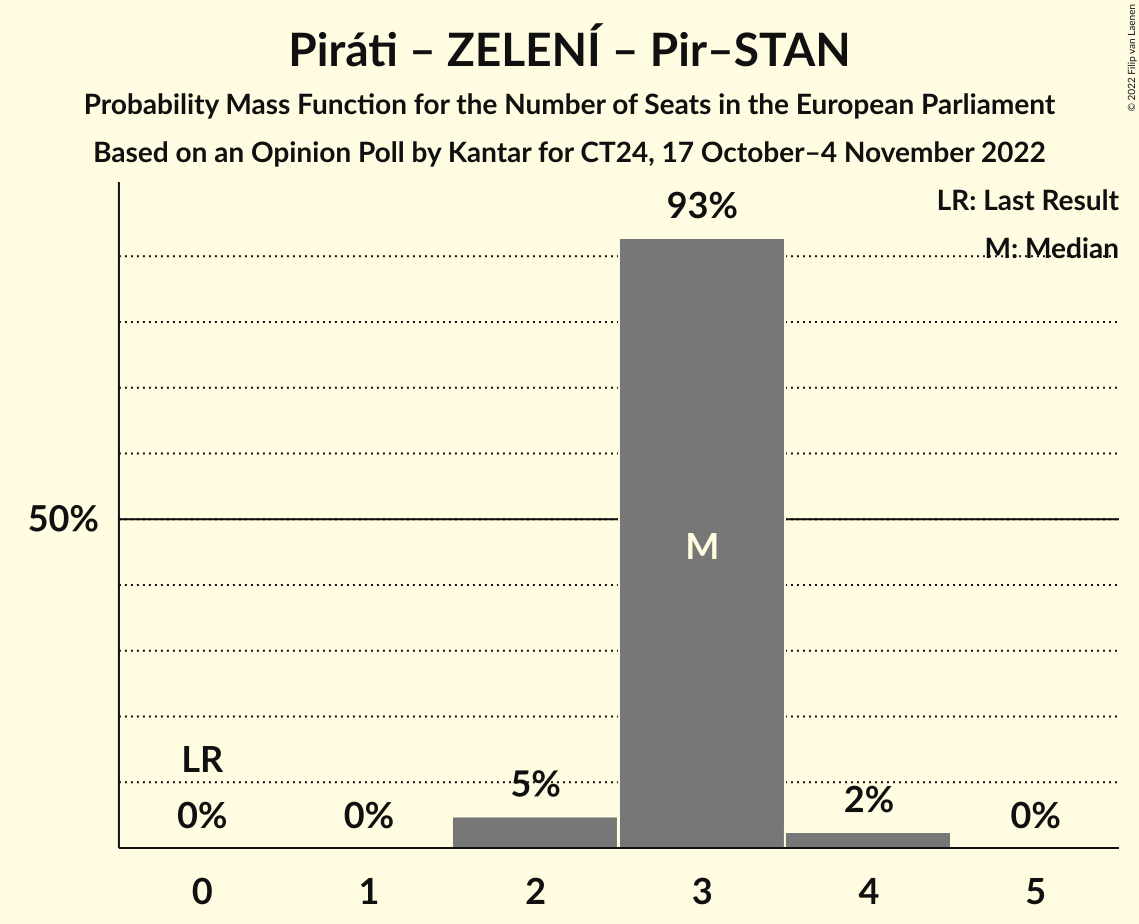 Piráti – ZELENÍ – Pir–STAN
Probability Mass Function for the Number of Seats in the European Parliament
Based on an Opinion Poll by Kantar for CT24, 17 October–4 November 2022
© 2022 Filip van Laenen
LR: Last Result
M: Median
93%
50%
M
LR
0%
0%
5%
2%
0%
0
1
2
3
4
5